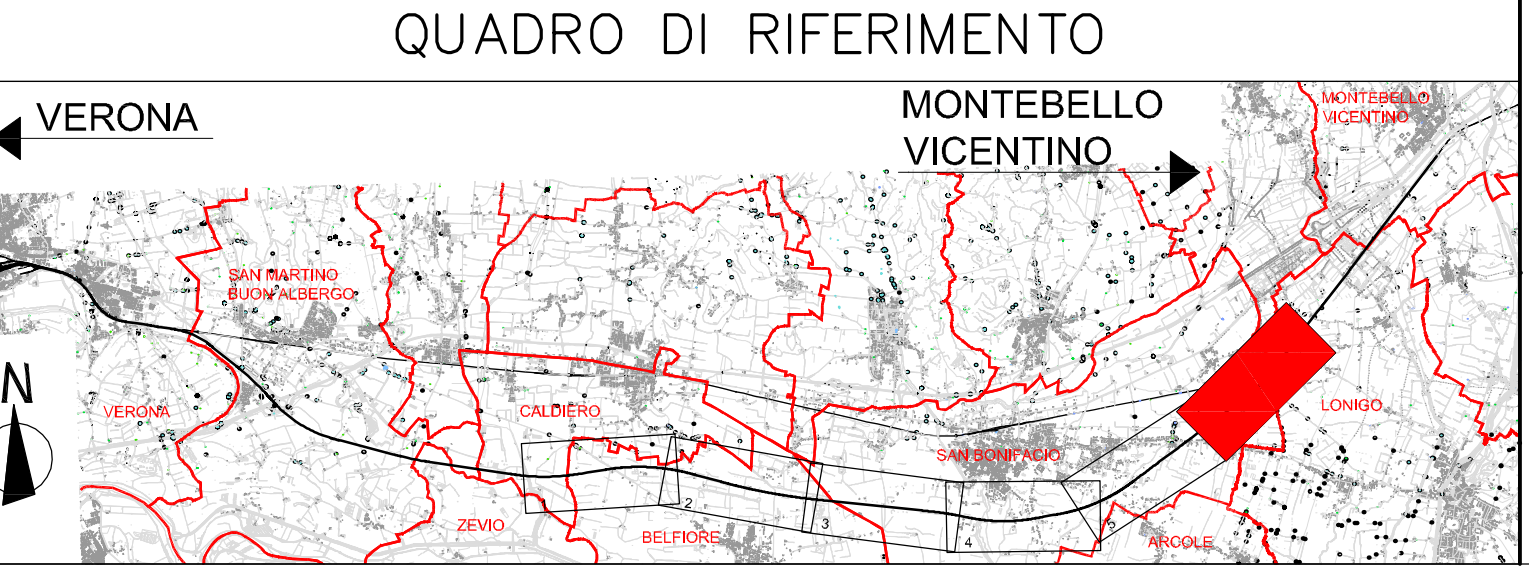 QUADRO DI RIFERIMENTO
VERONA
MONTEBELLO
VICENTINO
MONTEBELLO
VICENTINO
SAN MARTINO
BUON ALBERGO
N
VERONA
CALDIERO
LONIGO
SAN BONIFACIO
ZEVIO
BELFIORE
ARCOLE
2
3
4
5